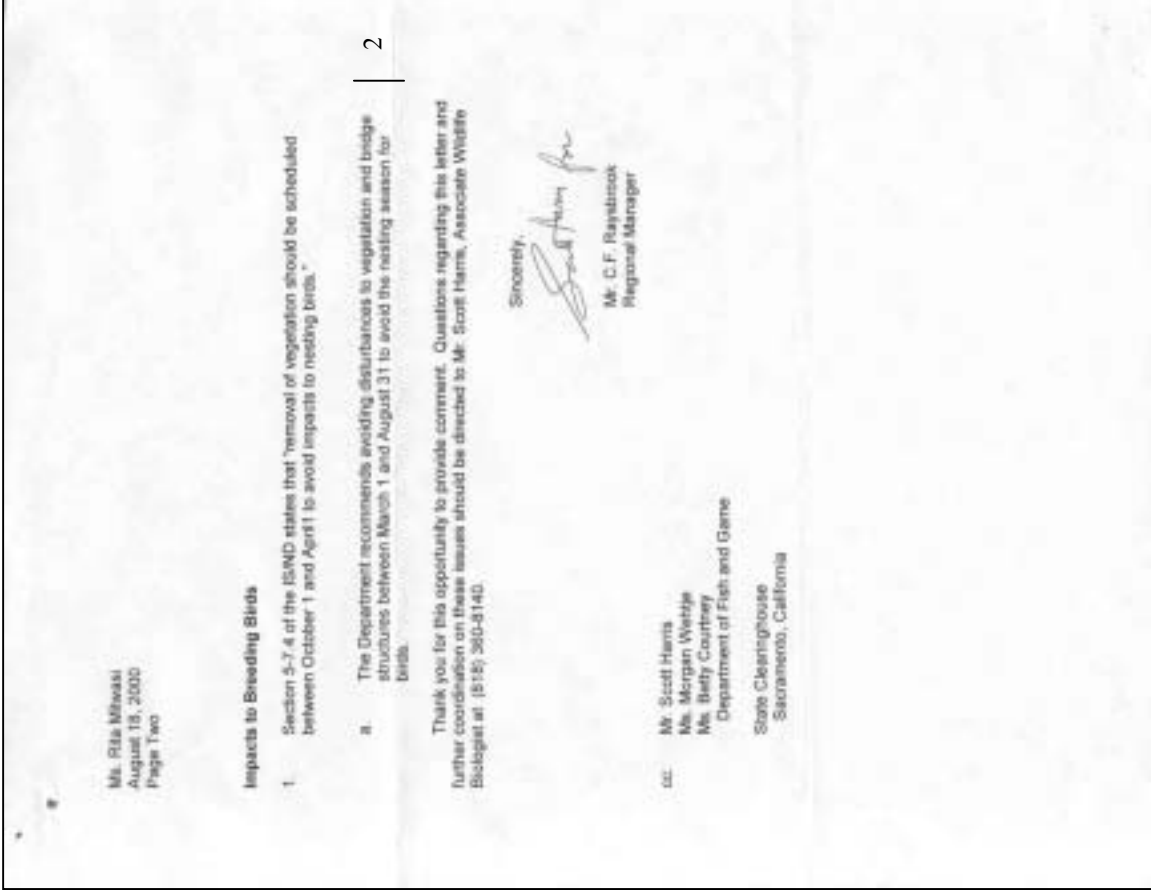 Ms. Rita Mitwasi
August 18, 2000
Page Two
Impacts to Breeding Birds
1. Section 5-7.4 of the IS/ND states that "removal of vegetation should be scheduled
between October 1 and April1 to avoid impacts to nesting birds."
a. The Department recommends avoiding disturbances to vegetation and bridge
structures between March 1 and August 31 to avoid the nesting season for
birds.
2
Thank you for this opportunity to provide comment. Questions regarding this letter and
further coordination on these issues should be directed to Mr. Scott Harris, Associate Wildlife
Biologist at (818) 360-8140.
Sincerely,
for
Mr. C.F. Raysbrook
Regional Manager
cc: Mr. Scott Harris
Ms. Morgan Wehtje
Ms. Betty Courtney
Department of Fish and Game
State Clearinghouse
Sacramento, California